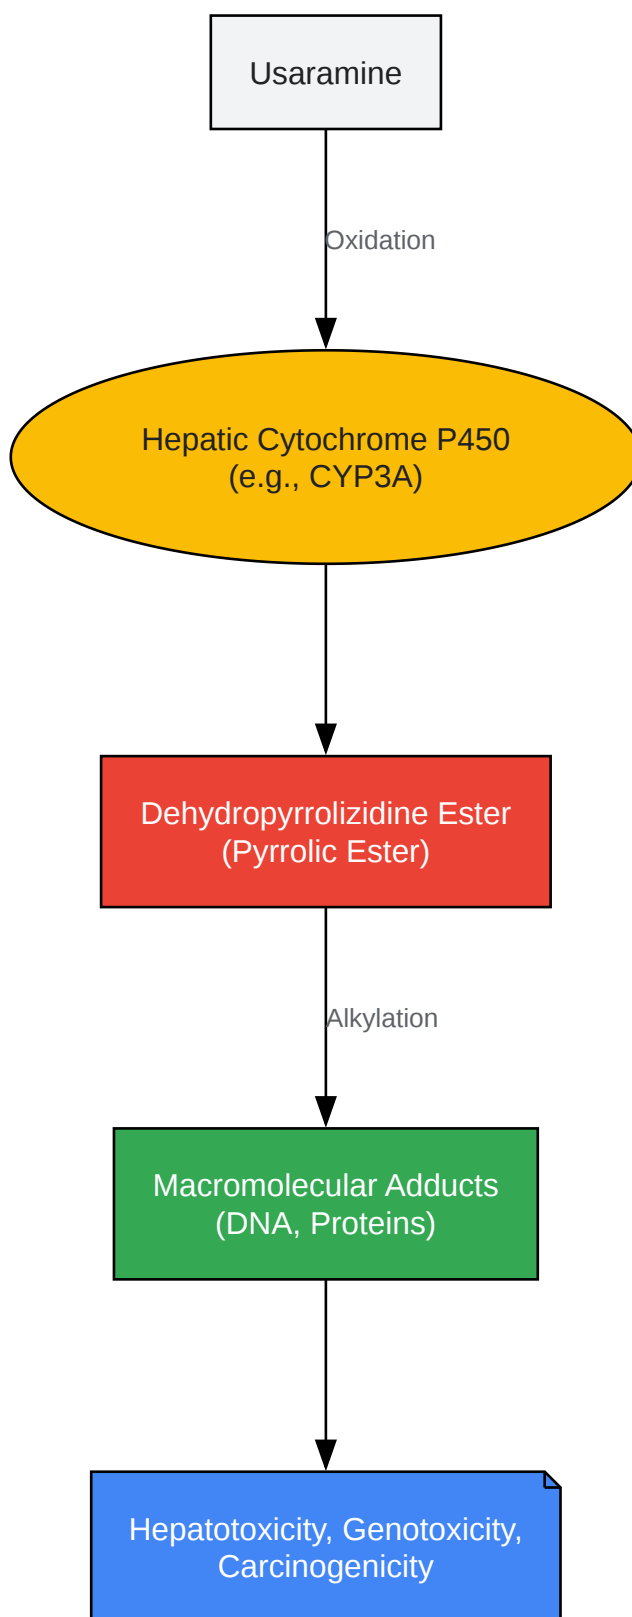 Usaramine
Oxidation
Hepatic Cytochrome P450
(e.g., CYP3A)
Dehydropyrrolizidine Ester
(Pyrrolic Ester)
Alkylation
Macromolecular Adducts
(DNA, Proteins)
Hepatotoxicity, Genotoxicity,
Carcinogenicity